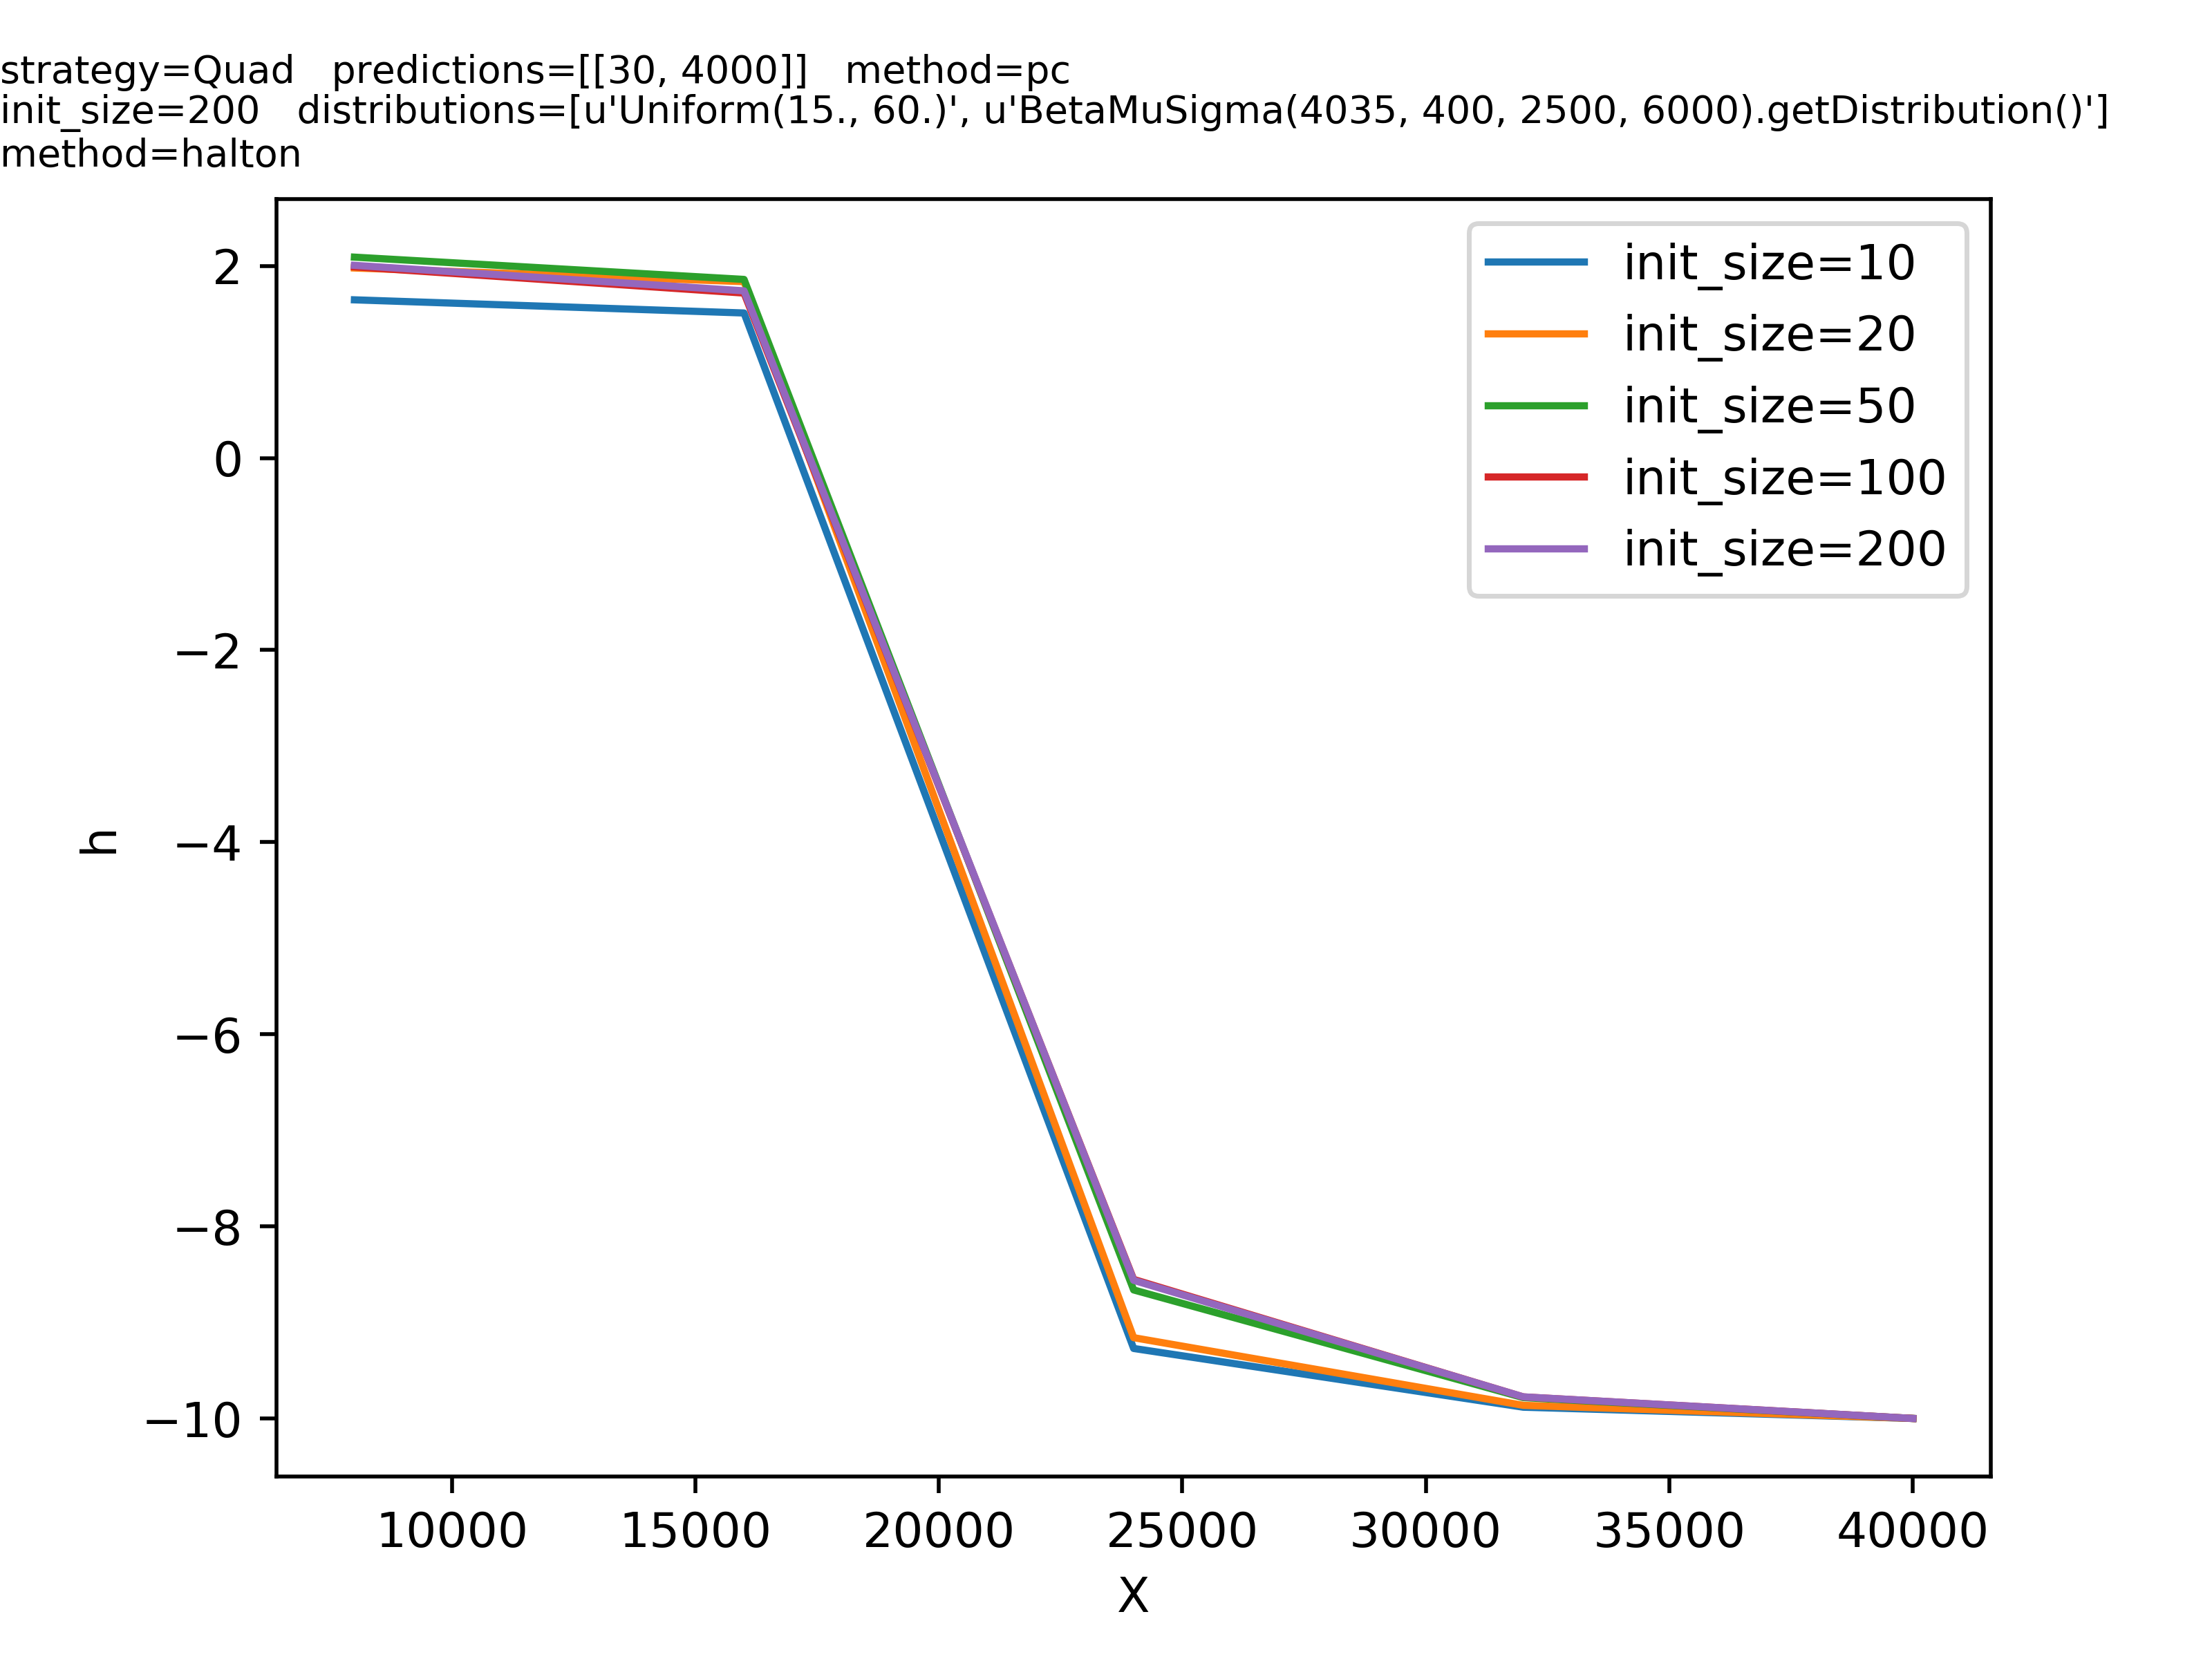 strategy=Quad   predictions=[[30, 4000]]   method=pc
init_size=200   distributions=[u'Uniform(15., 60.)', u'BetaMuSigma(4035, 400, 2500, 6000).getDistribution()']
method=halton
init_size=10
init_size=20
init_size=50
init_size=100
init_size=200
2
0
−2
−4
−6
−8
−10
h
10000 15000 20000 25000 30000 35000 40000
X